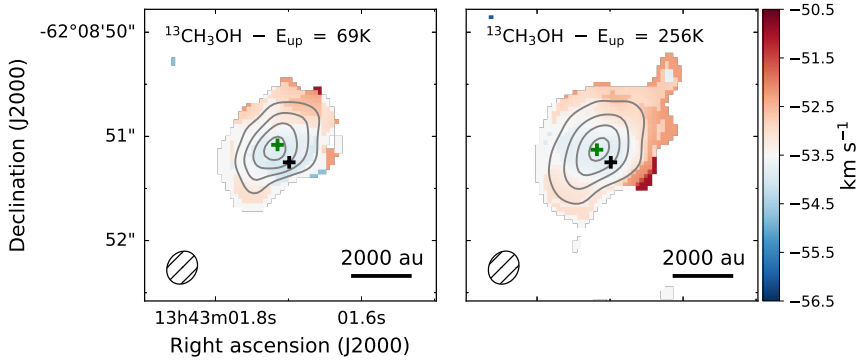 ¹³CH₃OH − E_up = 69K
¹³CH₃OH − E_up = 256K
-62°08'50"
51"
52"
Declination (J2000)
2000 au
2000 au
13h43m01.8s
01.6s
Right ascension (J2000)
−50.5
−51.5
−52.5
−53.5
−54.5
−55.5
−56.5
km s⁻¹